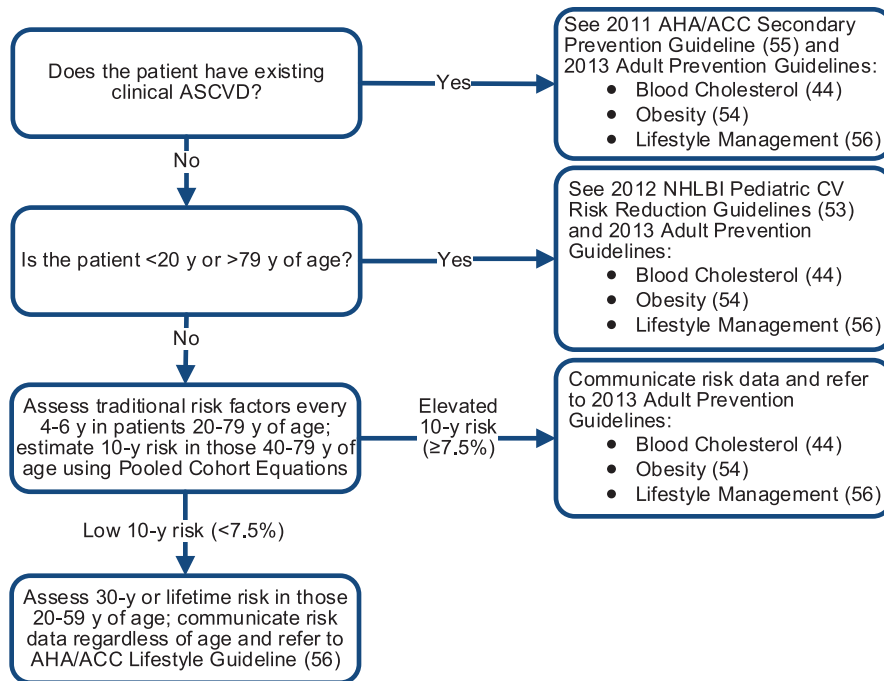 Does the patient have existing
clinical ASCVD?
Yes
See 2011 AHA/ACC Secondary
Prevention Guideline (55) and
2013 Adult Prevention Guidelines:
• Blood Cholesterol (44)
• Obesity (54)
• Lifestyle Management (56)
No
Is the patient <20 y or >79 y of age?
Yes
See 2012 NHLBI Pediatric CV
Risk Reduction Guidelines (53)
and 2013 Adult Prevention
Guidelines:
• Blood Cholesterol (44)
• Obesity (54)
• Lifestyle Management (56)
No
Assess traditional risk factors every
4-6 y in patients 20-79 y of age;
estimate 10-y risk in those 40-79 y of
age using Pooled Cohort Equations
Elevated
10-y risk
(≥7.5%)
Communicate risk data and refer
to 2013 Adult Prevention
Guidelines:
• Blood Cholesterol (44)
• Obesity (54)
• Lifestyle Management (56)
Low 10-y risk (<7.5%)
Assess 30-y or lifetime risk in those
20-59 y of age; communicate risk
data regardless of age and refer to
AHA/ACC Lifestyle Guideline (56)